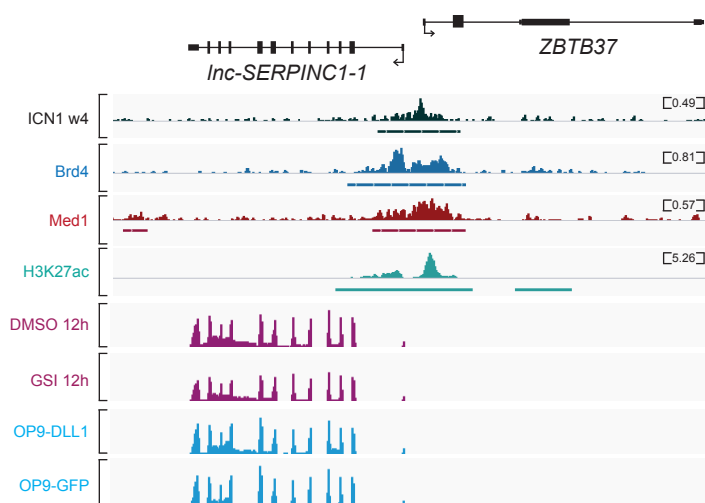 ZBTB37
lnc-SERPINC1-1
ICN1 w4
[0.49]
Brd4
[0.81]
Med1
[0.57]
H3K27ac
[5.26]
DMSO 12h
GSI 12h
OP9-DLL1
OP9-GFP